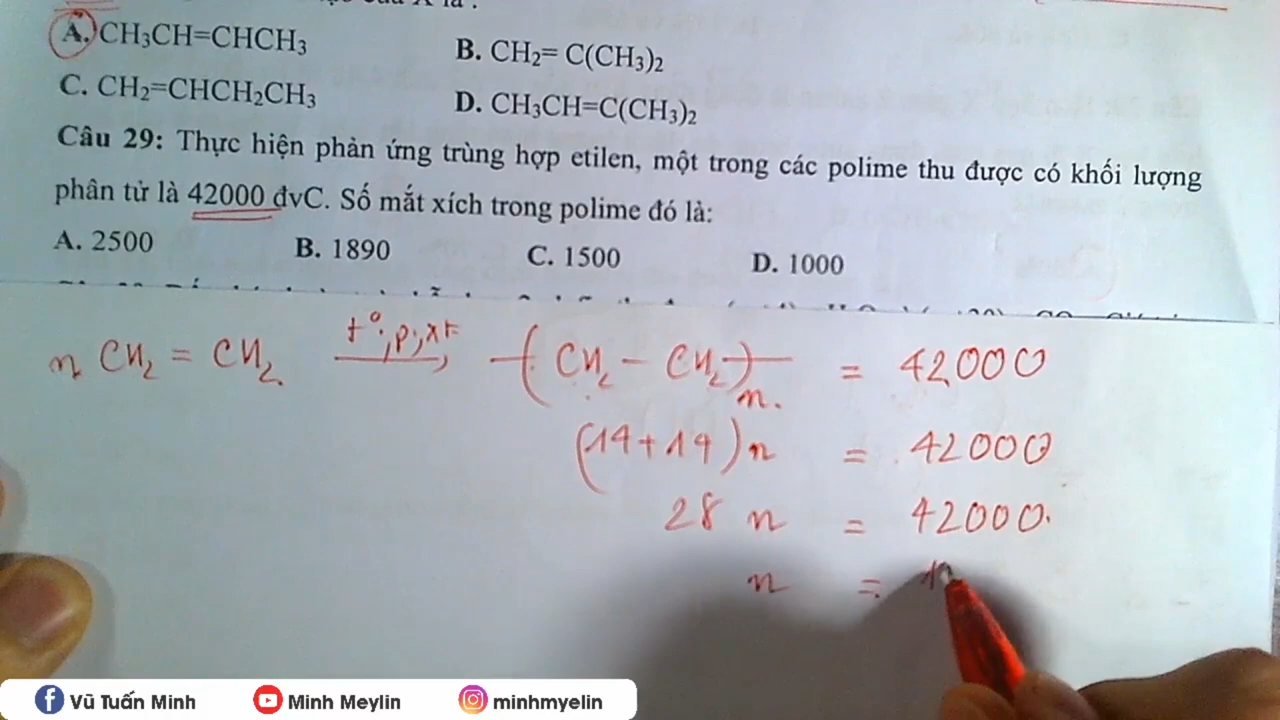 X là :
A. CH₃CH=CHCH₃
B. CH₂= C(CH₃)₂
C. CH₂=CHCH₂CH₃
D. CH₃CH=C(CH₃)₂
Câu 29: Thực hiện phản ứng trùng hợp etilen, một trong các polime thu được có khối lượng
phân tử là 42000 đvC. Số mắt xích trong polime đó là:
A. 2500 B. 1890 C. 1500 D. 1000
n CH₂ = CH₂ t°, p, xt -( CH₂ - CH₂ )-n = 42000
(14+14)n = 42000
28 n = 42000.
n = 1
Vũ Tuấn Minh Minh Meylin minhmyelin